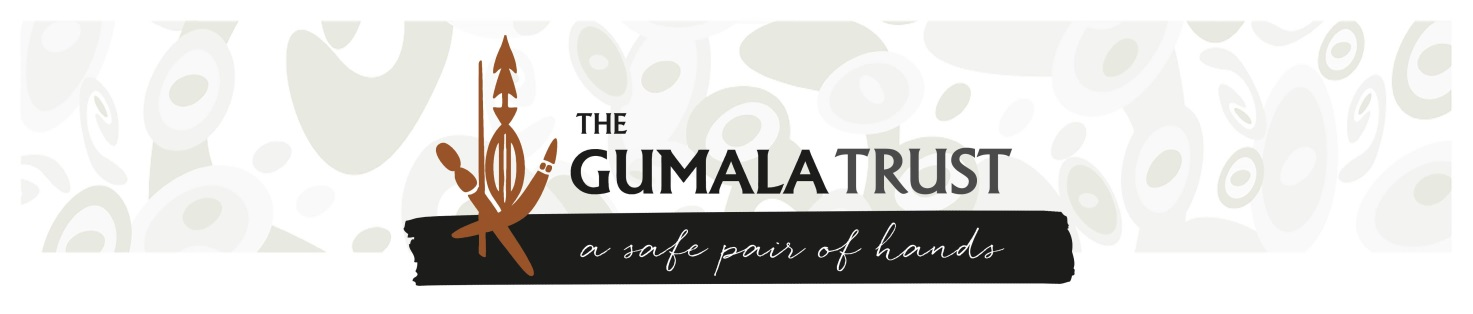 THE
GUMALA TRUST
a safe pair of hands